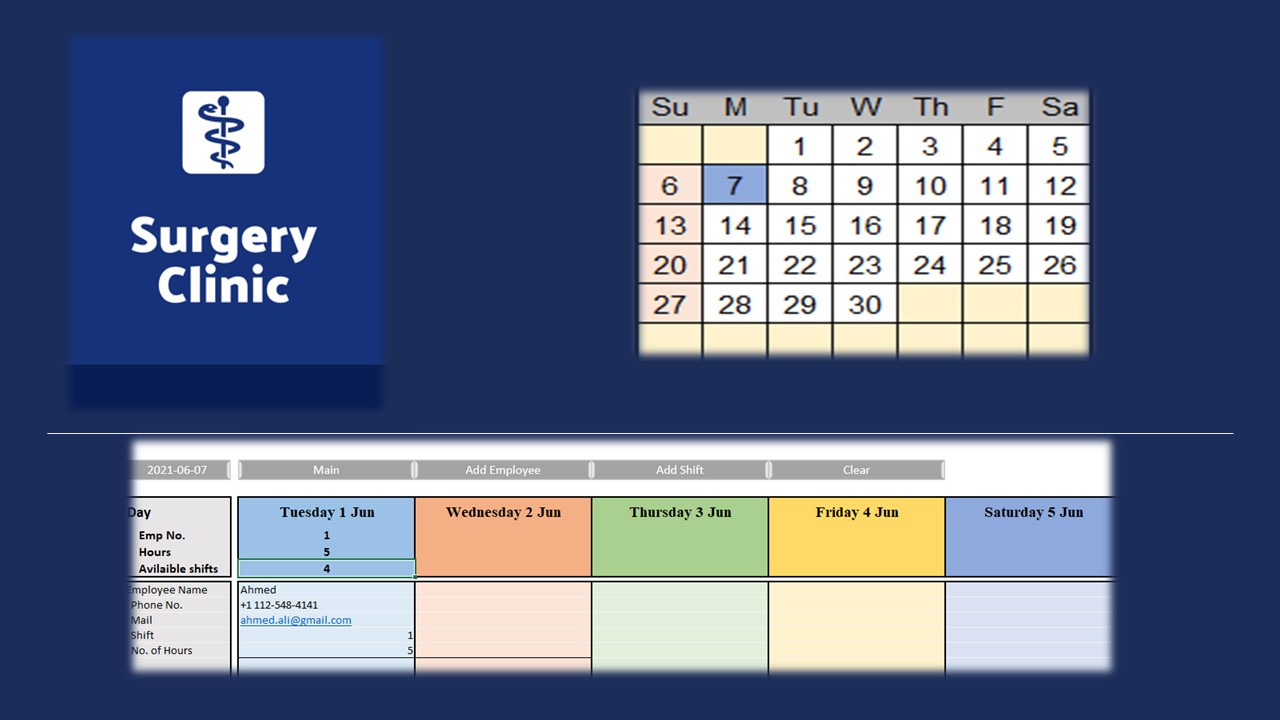 Surgery
Clinic
Su M Tu W Th F Sa
1 2 3 4 5
6 7 8 9 10 11 12
13 14 15 16 17 18 19
20 21 22 23 24 25 26
27 28 29 30
2021-06-07 Main Add Employee Add Shift Clear
Day Tuesday 1 Jun Wednesday 2 Jun Thursday 3 Jun Friday 4 Jun Saturday 5 Jun
Emp No. 1
Hours 5
Avilaible shifts 4
Employee Name Ahmed
Phone No. +1 112-548-4141
Mail ahmed.ali@gmail.com
Shift 1
No. of Hours 5